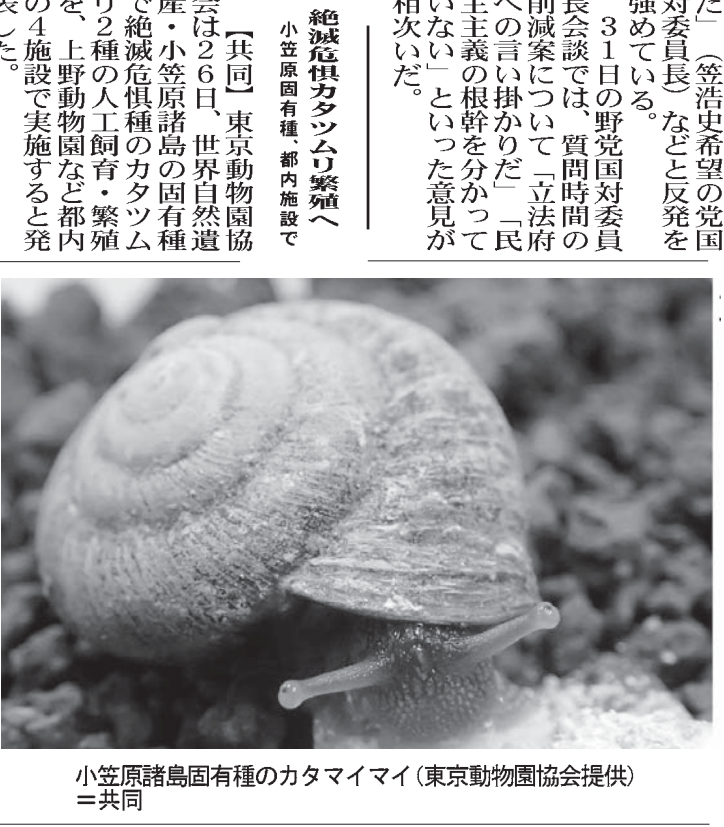 だ」（笠浩史希望の党国
対委員長）などと反発を
強めている。
３１日の野党国対委員
長会談では、質問時間の
削減案について「立法府
への言い掛かりだ」「民
主主義の根幹を分かって
いない」といった意見が
相次いだ。
絶滅危惧カタツムリ繁殖へ
小笠原固有種、都内施設で
【共同】東京動物園協
会は２６日、世界自然遺
産・小笠原諸島の固有種
で絶滅危惧種のカタツム
リ２種の人工飼育・繁殖
を、上野動物園など都内
の４施設で実施すると発
表した。
小笠原諸島固有種のカタマイマイ（東京動物園協会提供）
＝共同